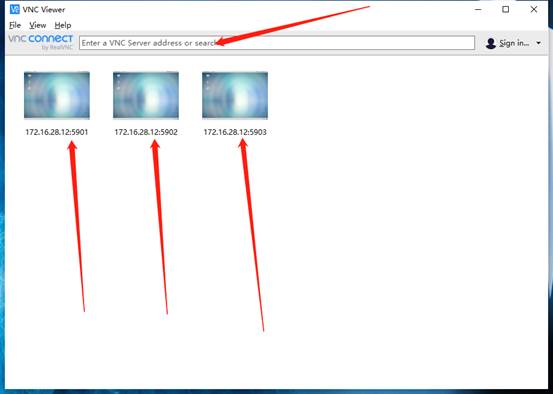 VNC Viewer
File View Help
vnc connect
by RealVNC
Enter a VNC Server address or search
Sign in...
172.16.28.12:5901
172.16.28.12:5902
172.16.28.12:5903